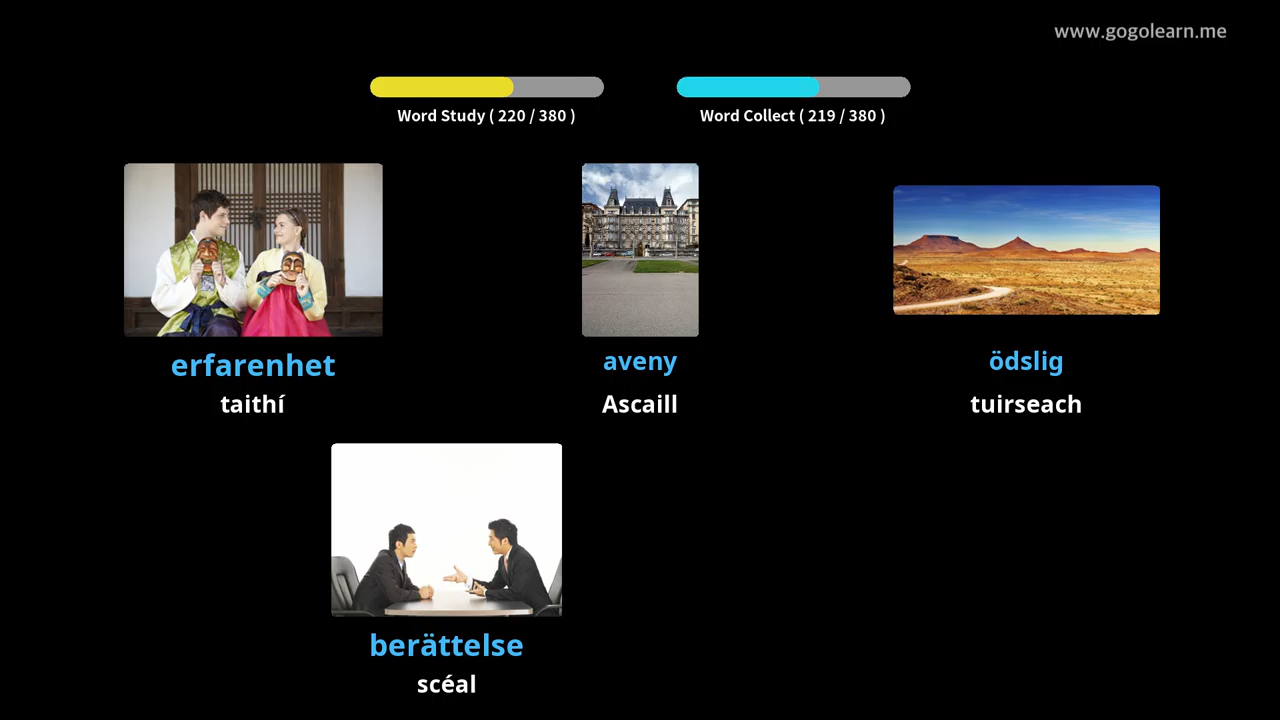 www.gogolearn.me
Word Study ( 220 / 380 )
Word Collect ( 219 / 380 )
erfarenhet
taithí
aveny
Ascaill
ödslig
tuirseach
berättelse
scéal